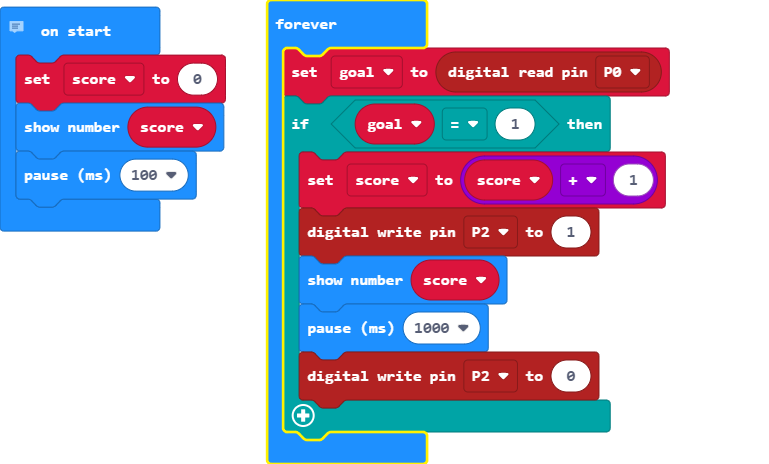 on start
set score to 0
show number score
pause (ms) 100
forever
set goal to digital read pin P0
if goal = 1 then
set score to score + 1
digital write pin P2 to 1
show number score
pause (ms) 1000
digital write pin P2 to 0